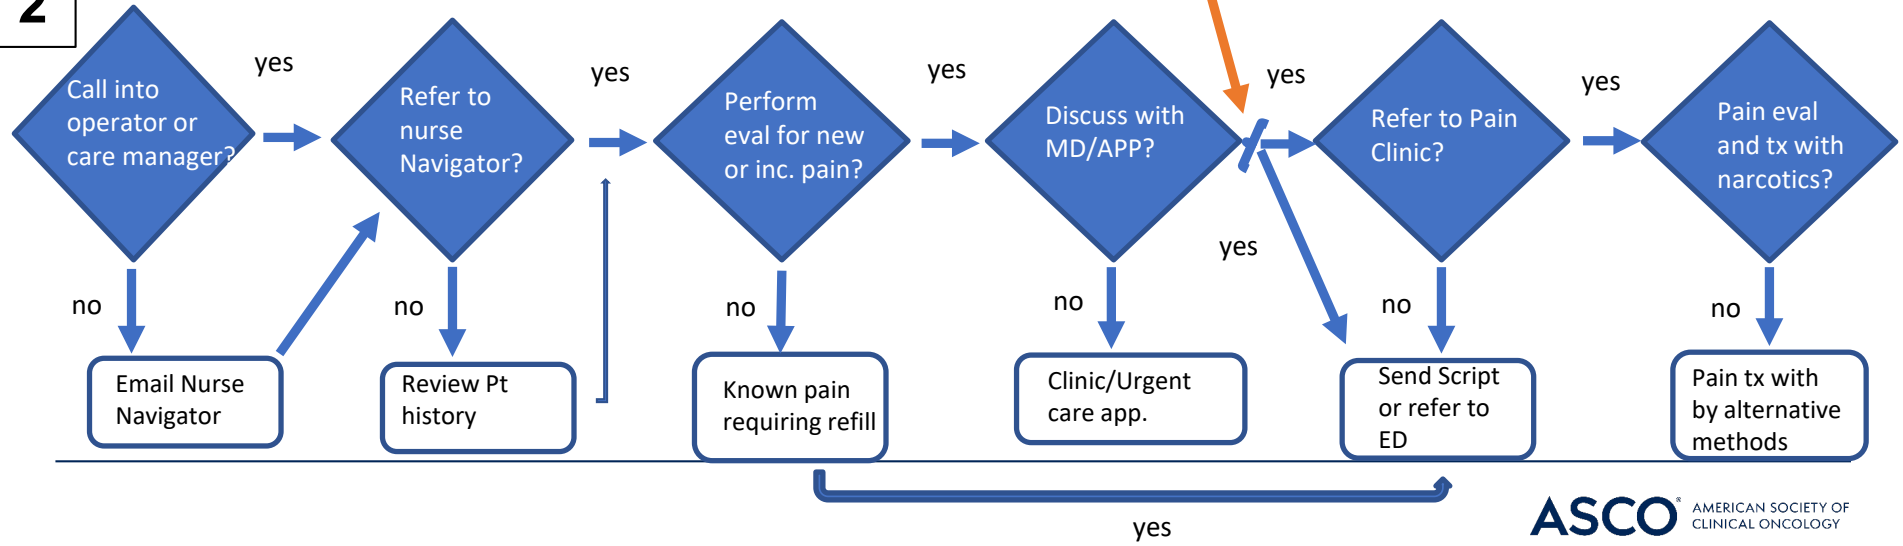 2
Call into
operator or
care manager?
yes
Refer to
nurse
Navigator?
yes
Perform
eval for new
or inc. pain?
yes
Discuss with
MD/APP?
yes
Refer to Pain
Clinic?
yes
Pain eval
and tx with
narcotics?
yes
no
no
no
no
no
no
Email Nurse
Navigator
Review Pt
history
Known pain
requiring refill
Clinic/Urgent
care app.
Send Script
or refer to
ED
Pain tx with
by alternative
methods
yes
ASCO®
AMERICAN SOCIETY OF
CLINICAL ONCOLOGY